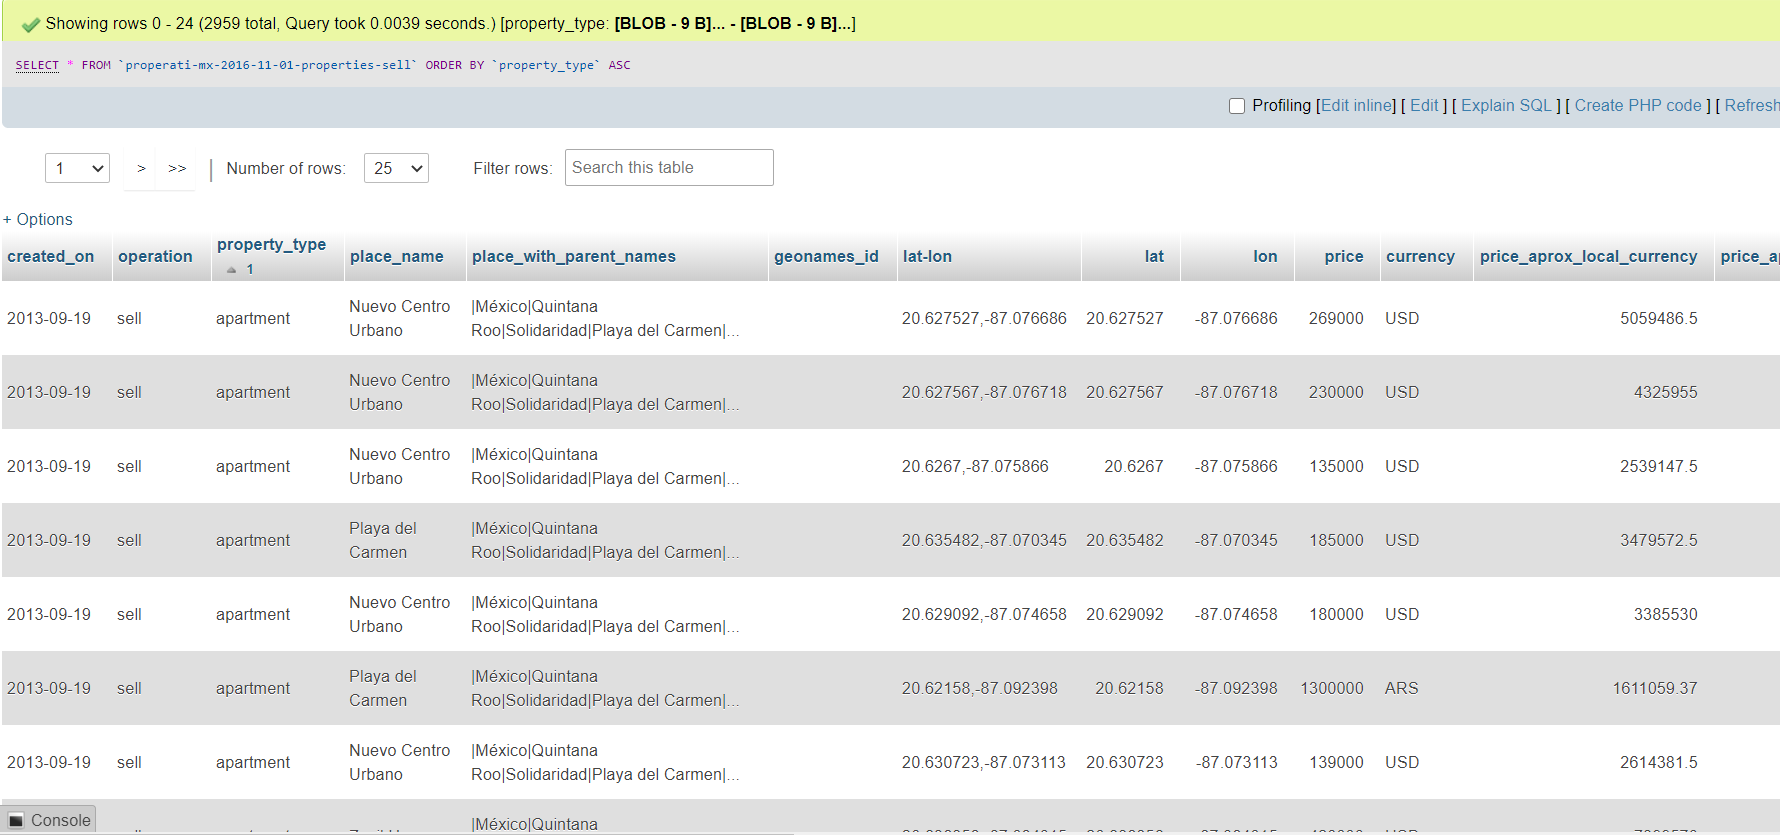 Showing rows 0 - 24 (2959 total, Query took 0.0039 seconds.) [property_type: [BLOB - 9 B]... - [BLOB - 9 B]...]
SELECT * FROM `properati-mx-2016-11-01-properties-sell` ORDER BY `property_type` ASC
Profiling [Edit inline] [ Edit ] [ Explain SQL ] [ Create PHP code ] [ Refresh
1 > >> | Number of rows: 25 Filter rows: Search this table
+ Options
created_on operation property_type 1 place_name place_with_parent_names geonames_id lat-lon lat lon price currency price_aprox_local_currency price_a
2013-09-19 sell apartment Nuevo Centro Urbano |México|Quintana Roo|Solidaridad|Playa del Carmen|... 20.627527,-87.076686 20.627527 -87.076686 269000 USD 5059486.5
2013-09-19 sell apartment Nuevo Centro Urbano |México|Quintana Roo|Solidaridad|Playa del Carmen|... 20.627567,-87.076718 20.627567 -87.076718 230000 USD 4325955
2013-09-19 sell apartment Nuevo Centro Urbano |México|Quintana Roo|Solidaridad|Playa del Carmen|... 20.6267,-87.075866 20.6267 -87.075866 135000 USD 2539147.5
2013-09-19 sell apartment Playa del Carmen |México|Quintana Roo|Solidaridad|Playa del Carmen|... 20.635482,-87.070345 20.635482 -87.070345 185000 USD 3479572.5
2013-09-19 sell apartment Nuevo Centro Urbano |México|Quintana Roo|Solidaridad|Playa del Carmen|... 20.629092,-87.074658 20.629092 -87.074658 180000 USD 3385530
2013-09-19 sell apartment Playa del Carmen |México|Quintana Roo|Solidaridad|Playa del Carmen|... 20.62158,-87.092398 20.62158 -87.092398 1300000 ARS 1611059.37
2013-09-19 sell apartment Nuevo Centro Urbano |México|Quintana Roo|Solidaridad|Playa del Carmen|... 20.630723,-87.073113 20.630723 -87.073113 139000 USD 2614381.5
|México|Quintana
Console